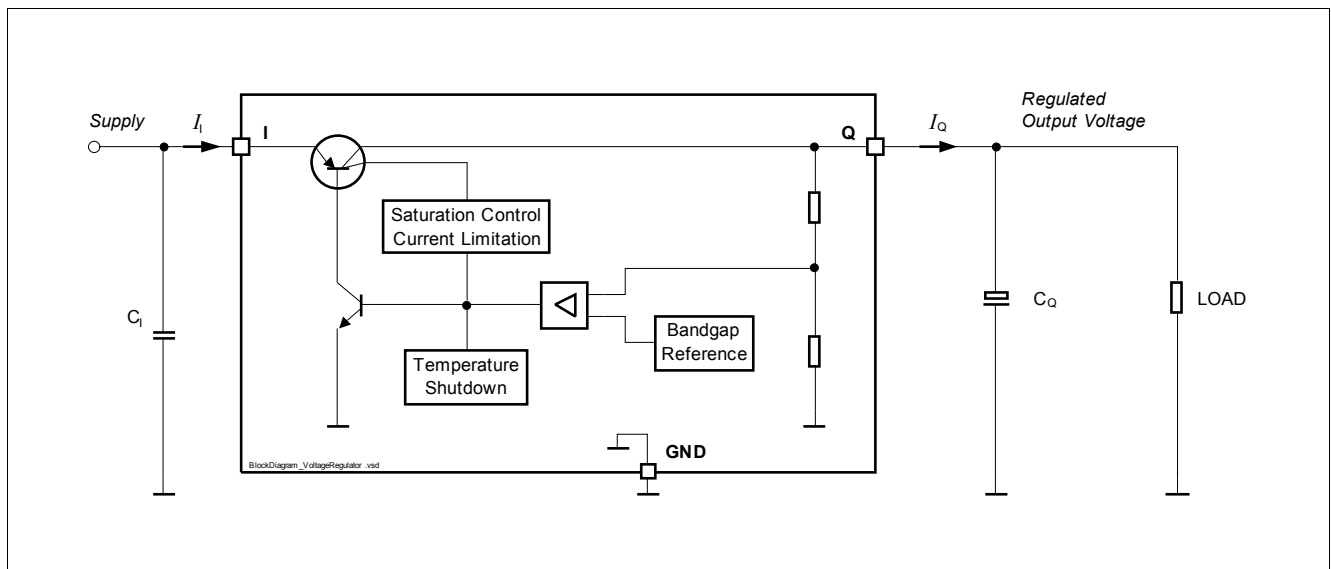 Supply
I_I
I
Q
I_Q
Regulated
Output Voltage
Saturation Control
Current Limitation
C_I
Bandgap
Reference
Temperature
Shutdown
C_Q
LOAD
GND
BlockDiagram_VoltageRegulator.vsd